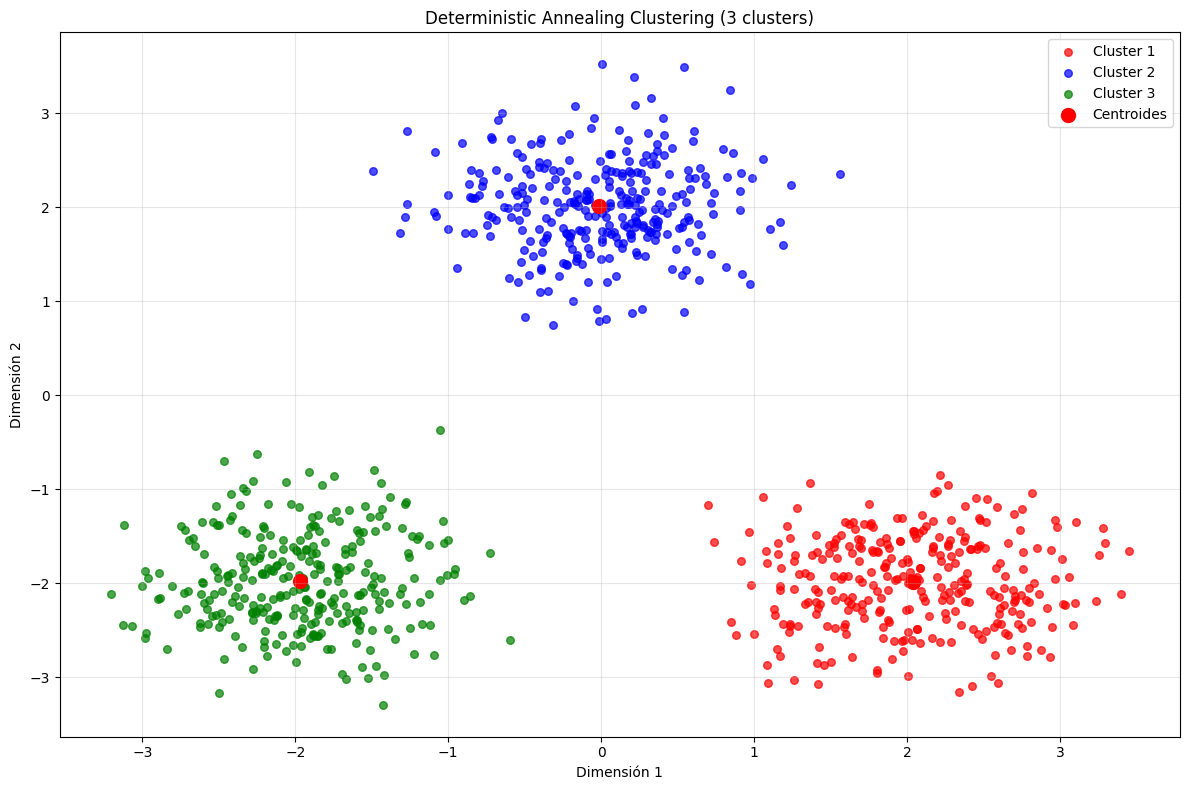 Deterministic Annealing Clustering (3 clusters)
Cluster 1
Cluster 2
Cluster 3
Centroides
3
2
1
0
−1
−2
−3
Dimensión 2
−3
−2
−1
0
1
2
3
Dimensión 1